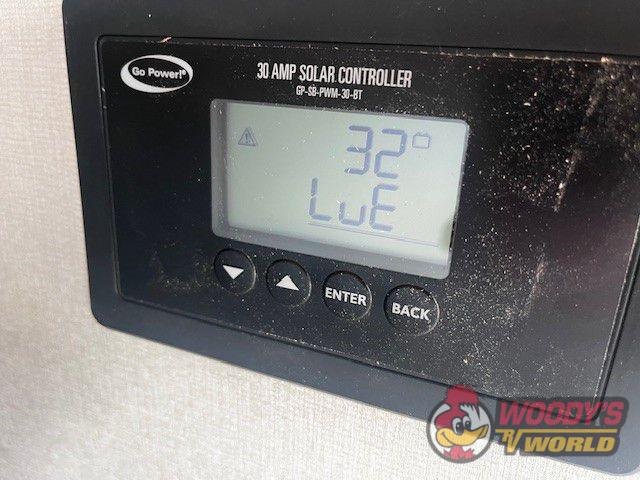 Go Power!®
30 AMP SOLAR CONTROLLER
GP-SB-PWM-30-BT
32
LvE
ENTER
BACK
WOODY'S
RV WORLD